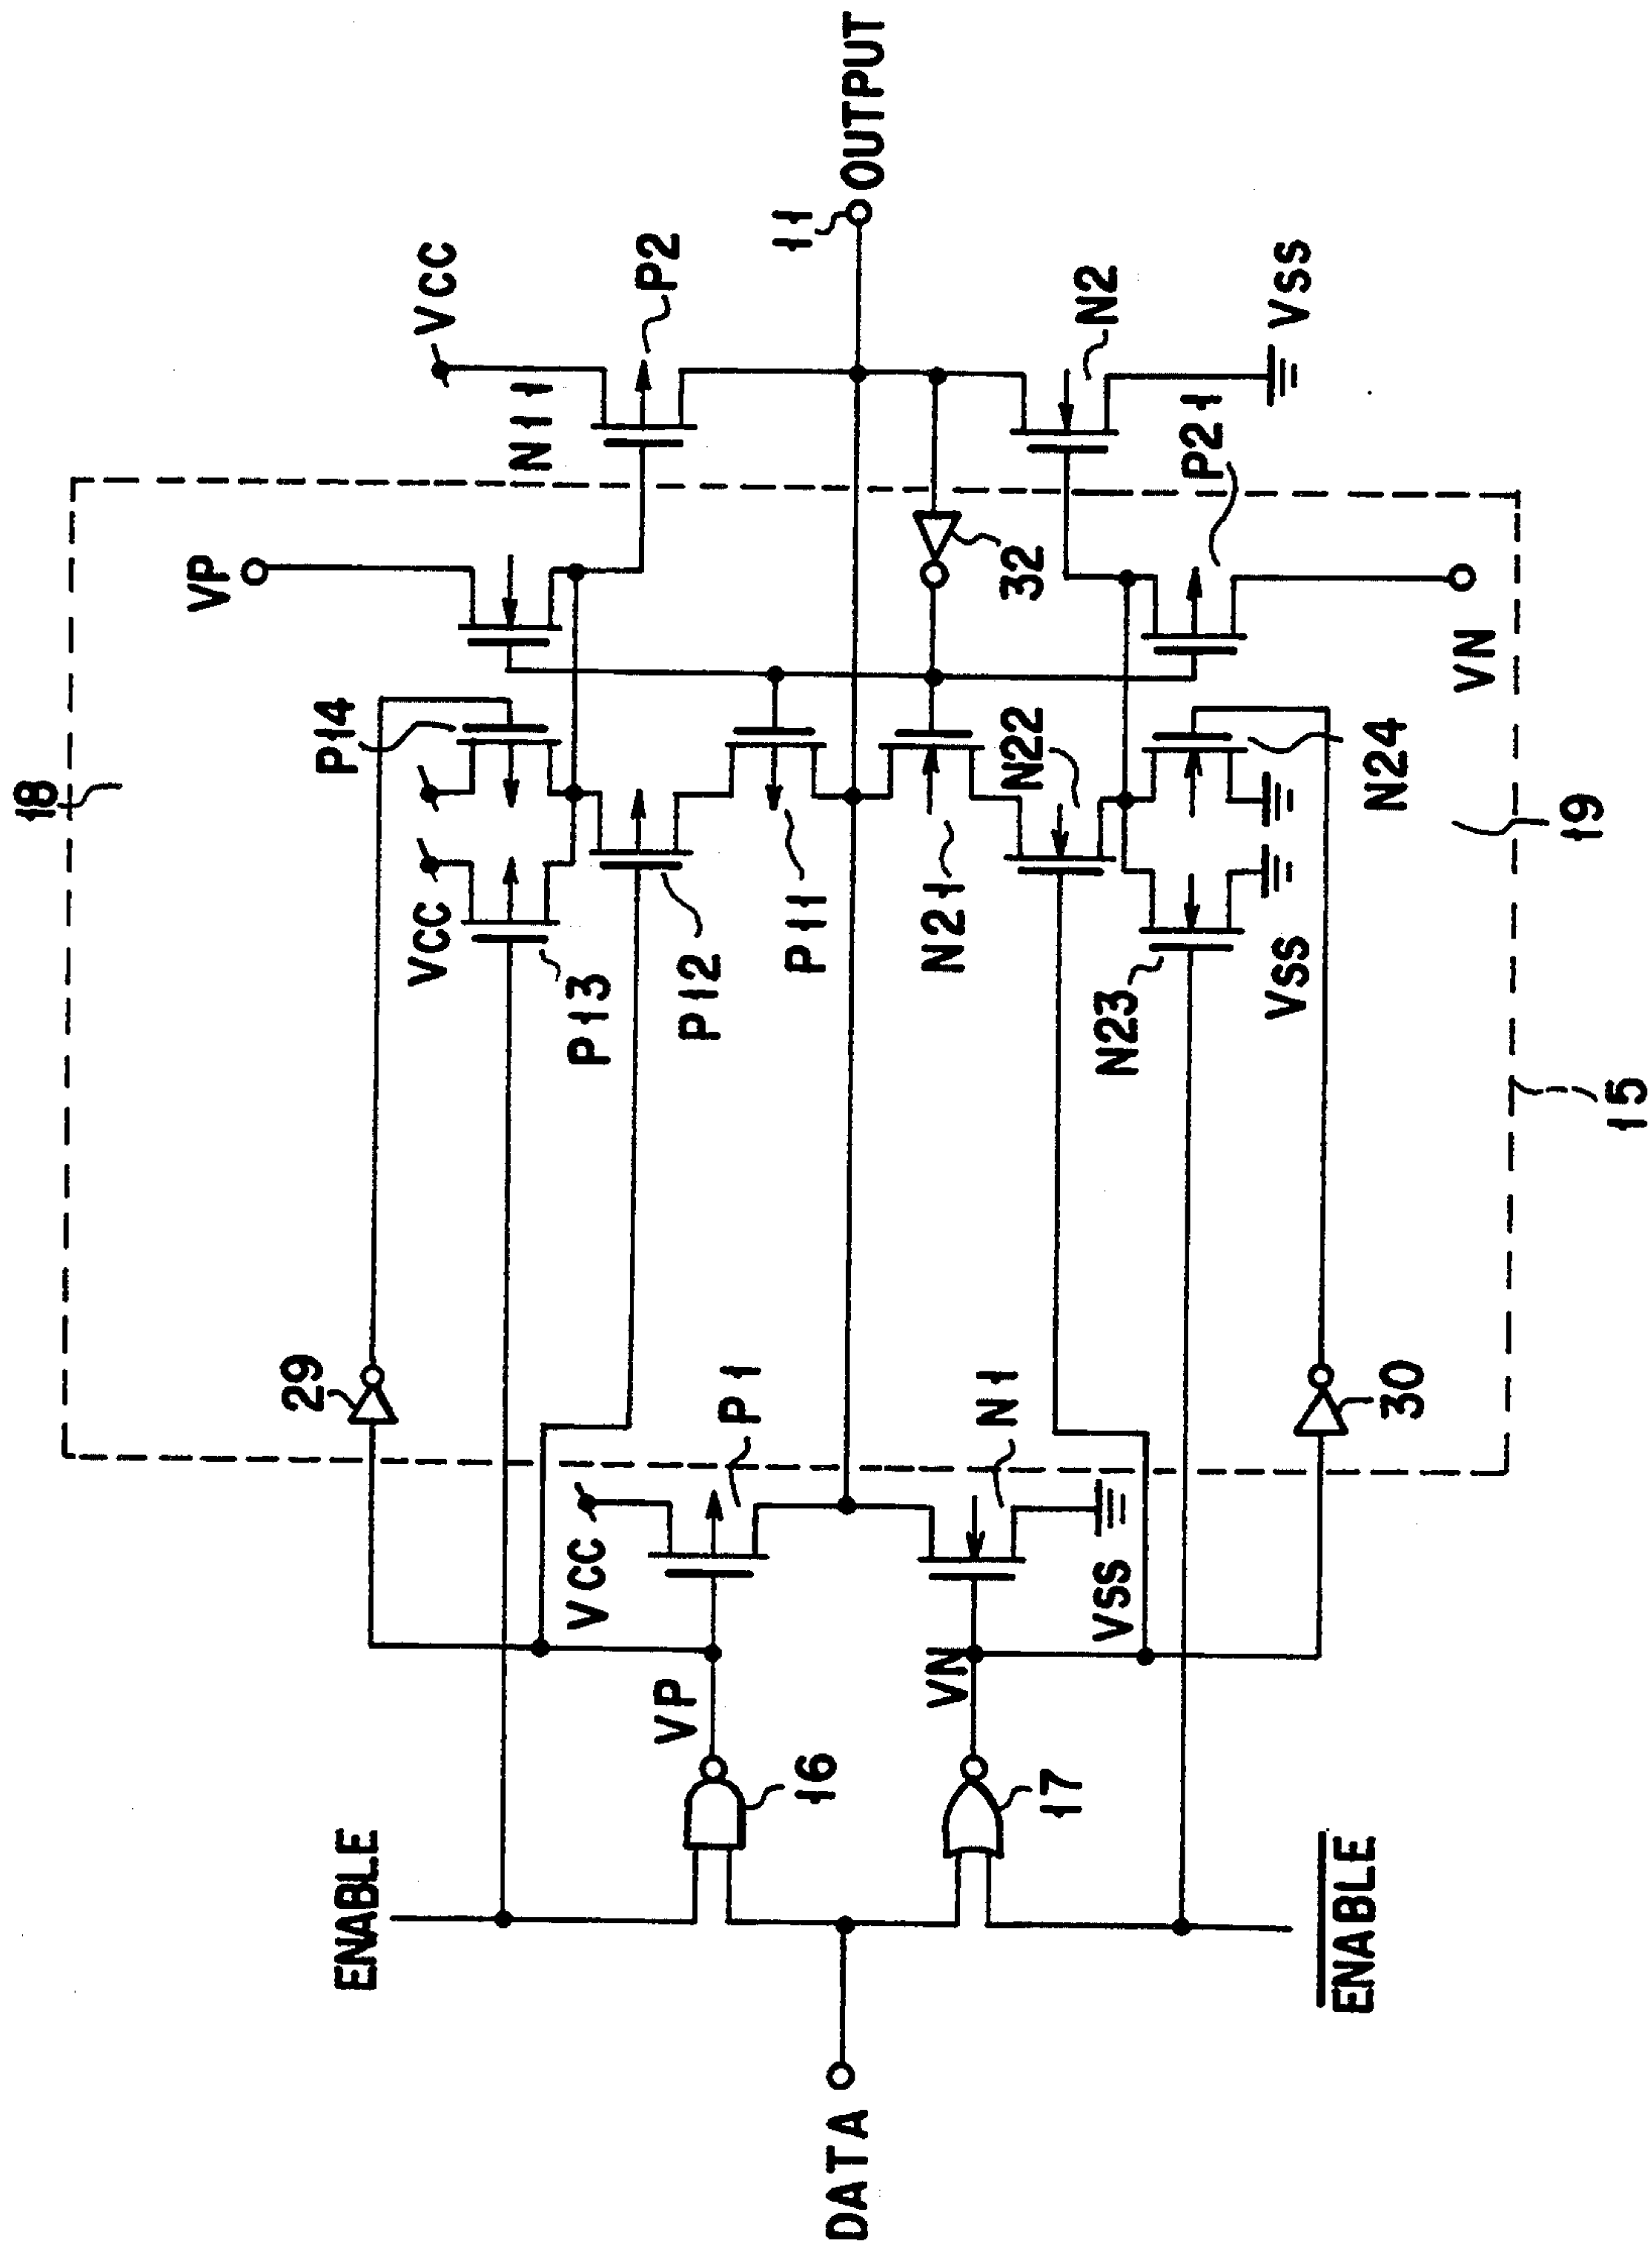 18
VP
VCC
N11
P2
11
OUTPUT
P14
VCC
P13
P12
P11
32
N2
VSS
P21
VN
N21
N22
N24
N23
VSS
19
15
29
30
VCC
P1
N1
VSS
VP
VN
16
17
ENABLE
ENABLE
DATA